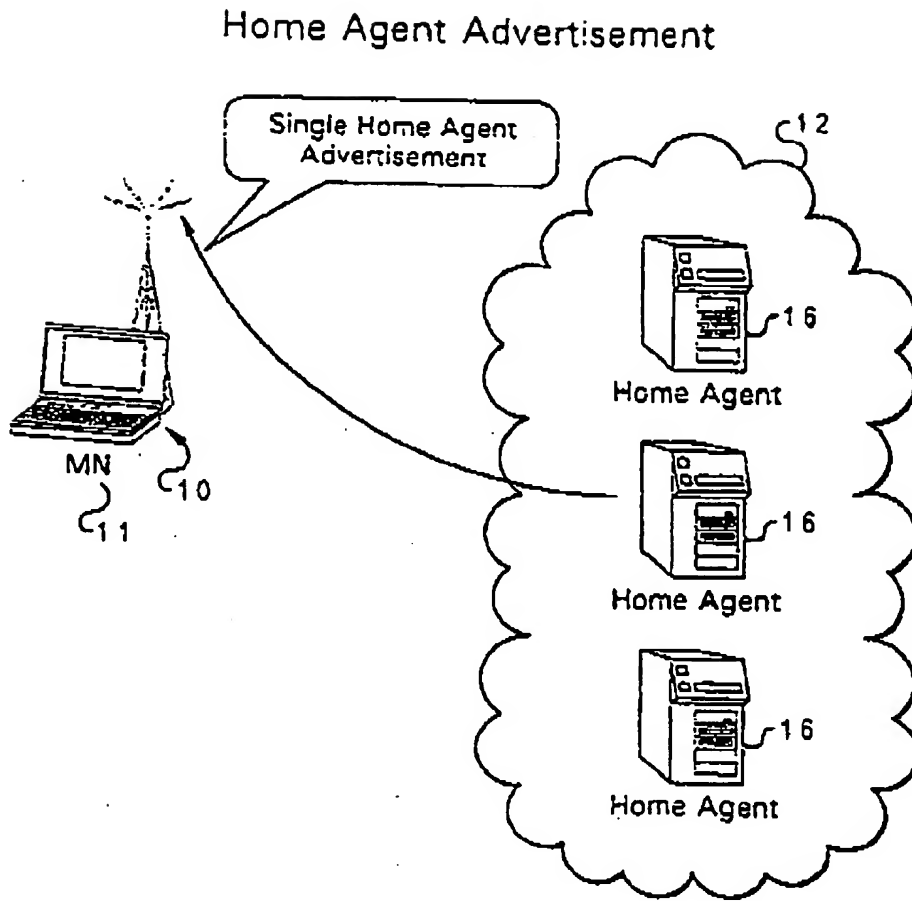 Home Agent Advertisement
Single Home Agent
Advertisement
12
16
Home Agent
MN
10
11
16
Home Agent
16
Home Agent